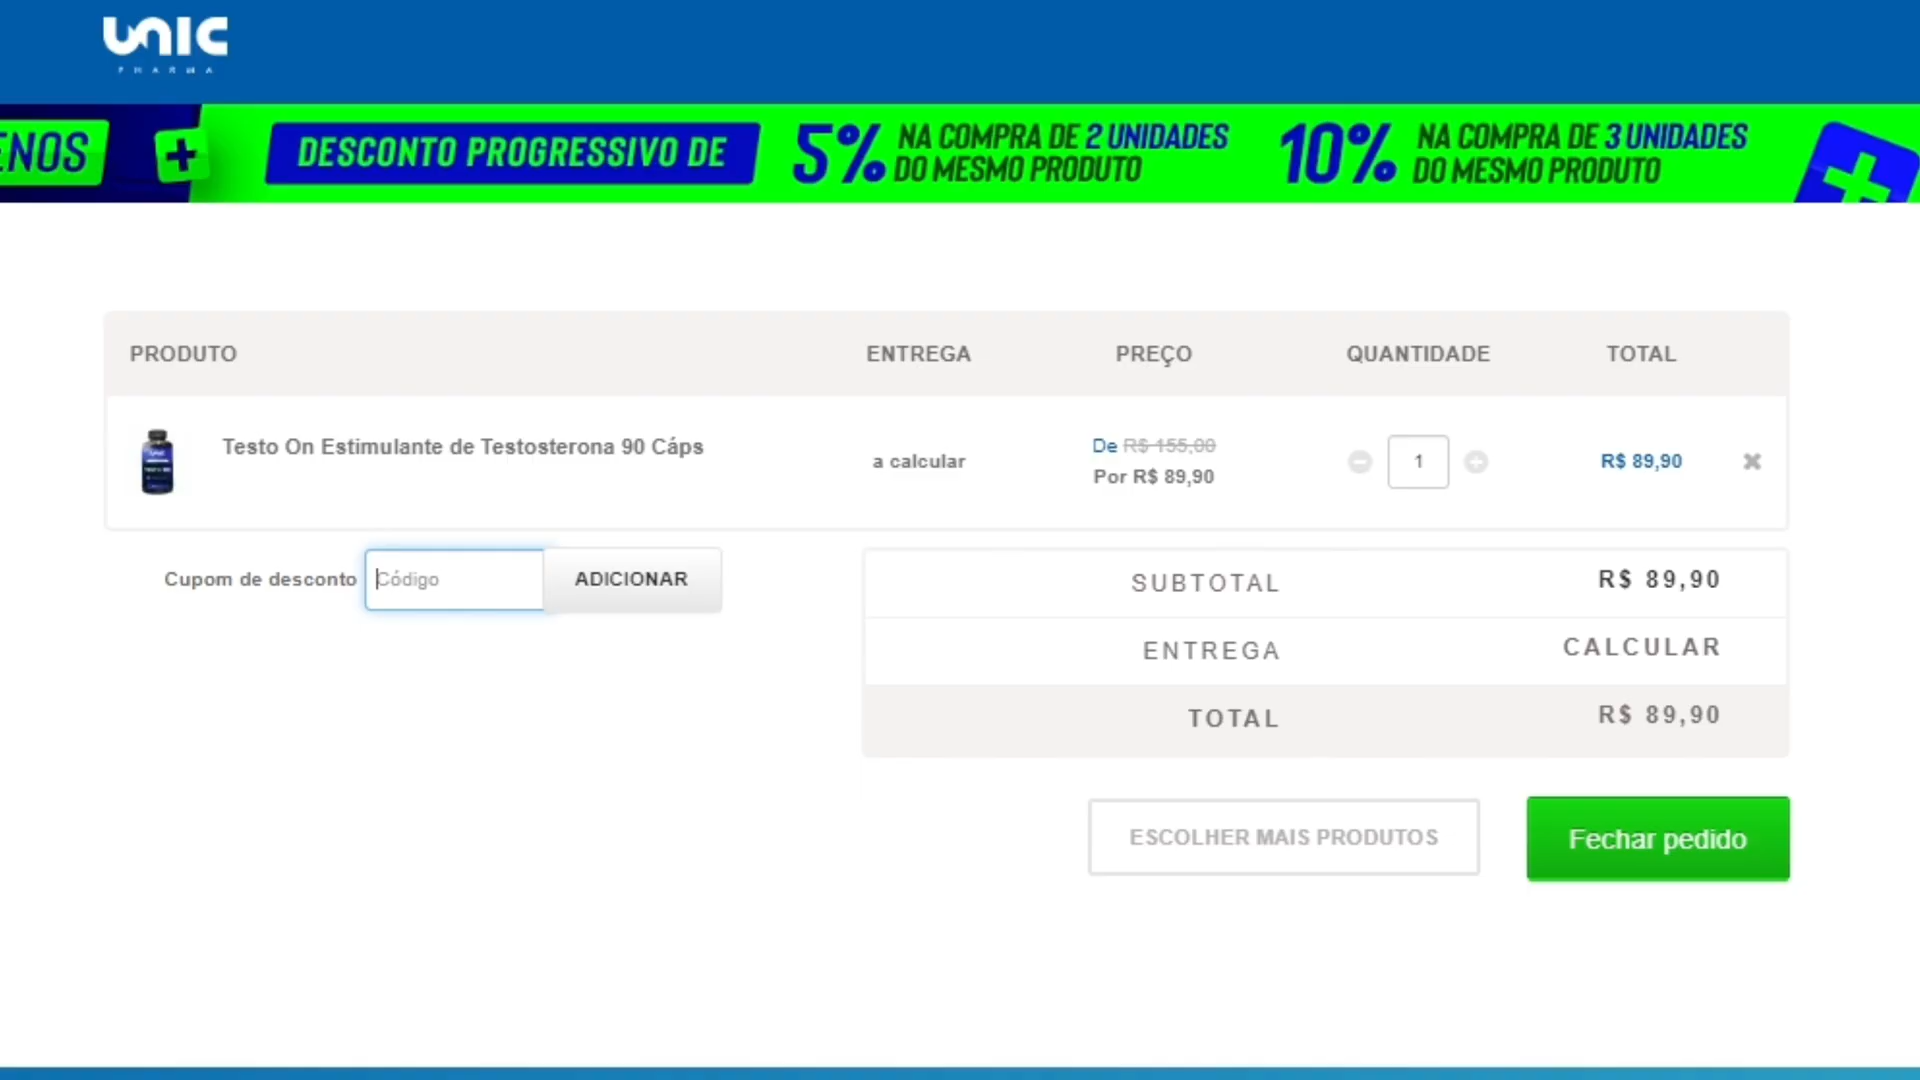 UNIC
PHARMA
ENOS
DESCONTO PROGRESSIVO DE
5% NA COMPRA DE 2 UNIDADES
DO MESMO PRODUTO
10% NA COMPRA DE 3 UNIDADES
DO MESMO PRODUTO
PRODUTO ENTREGA PREÇO QUANTIDADE TOTAL
Testo On Estimulante de Testosterona 90 Cáps
a calcular
De R$ 155,00
Por R$ 89,90
1
R$ 89,90
Cupom de desconto Código ADICIONAR
SUBTOTAL R$ 89,90
ENTREGA CALCULAR
TOTAL R$ 89,90
ESCOLHER MAIS PRODUTOS Fechar pedido